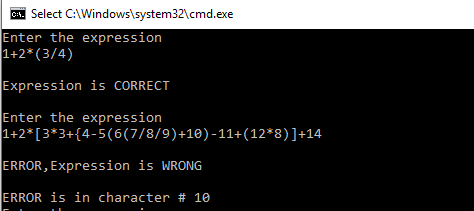 Select C:\Windows\system32\cmd.exe
Enter the expression
1+2*(3/4)
Expression is CORRECT
Enter the expression
1+2*[3*3+{4-5(6(7/8/9)+10)-11+(12*8)]+14
ERROR,Expression is WRONG
ERROR is in character # 10